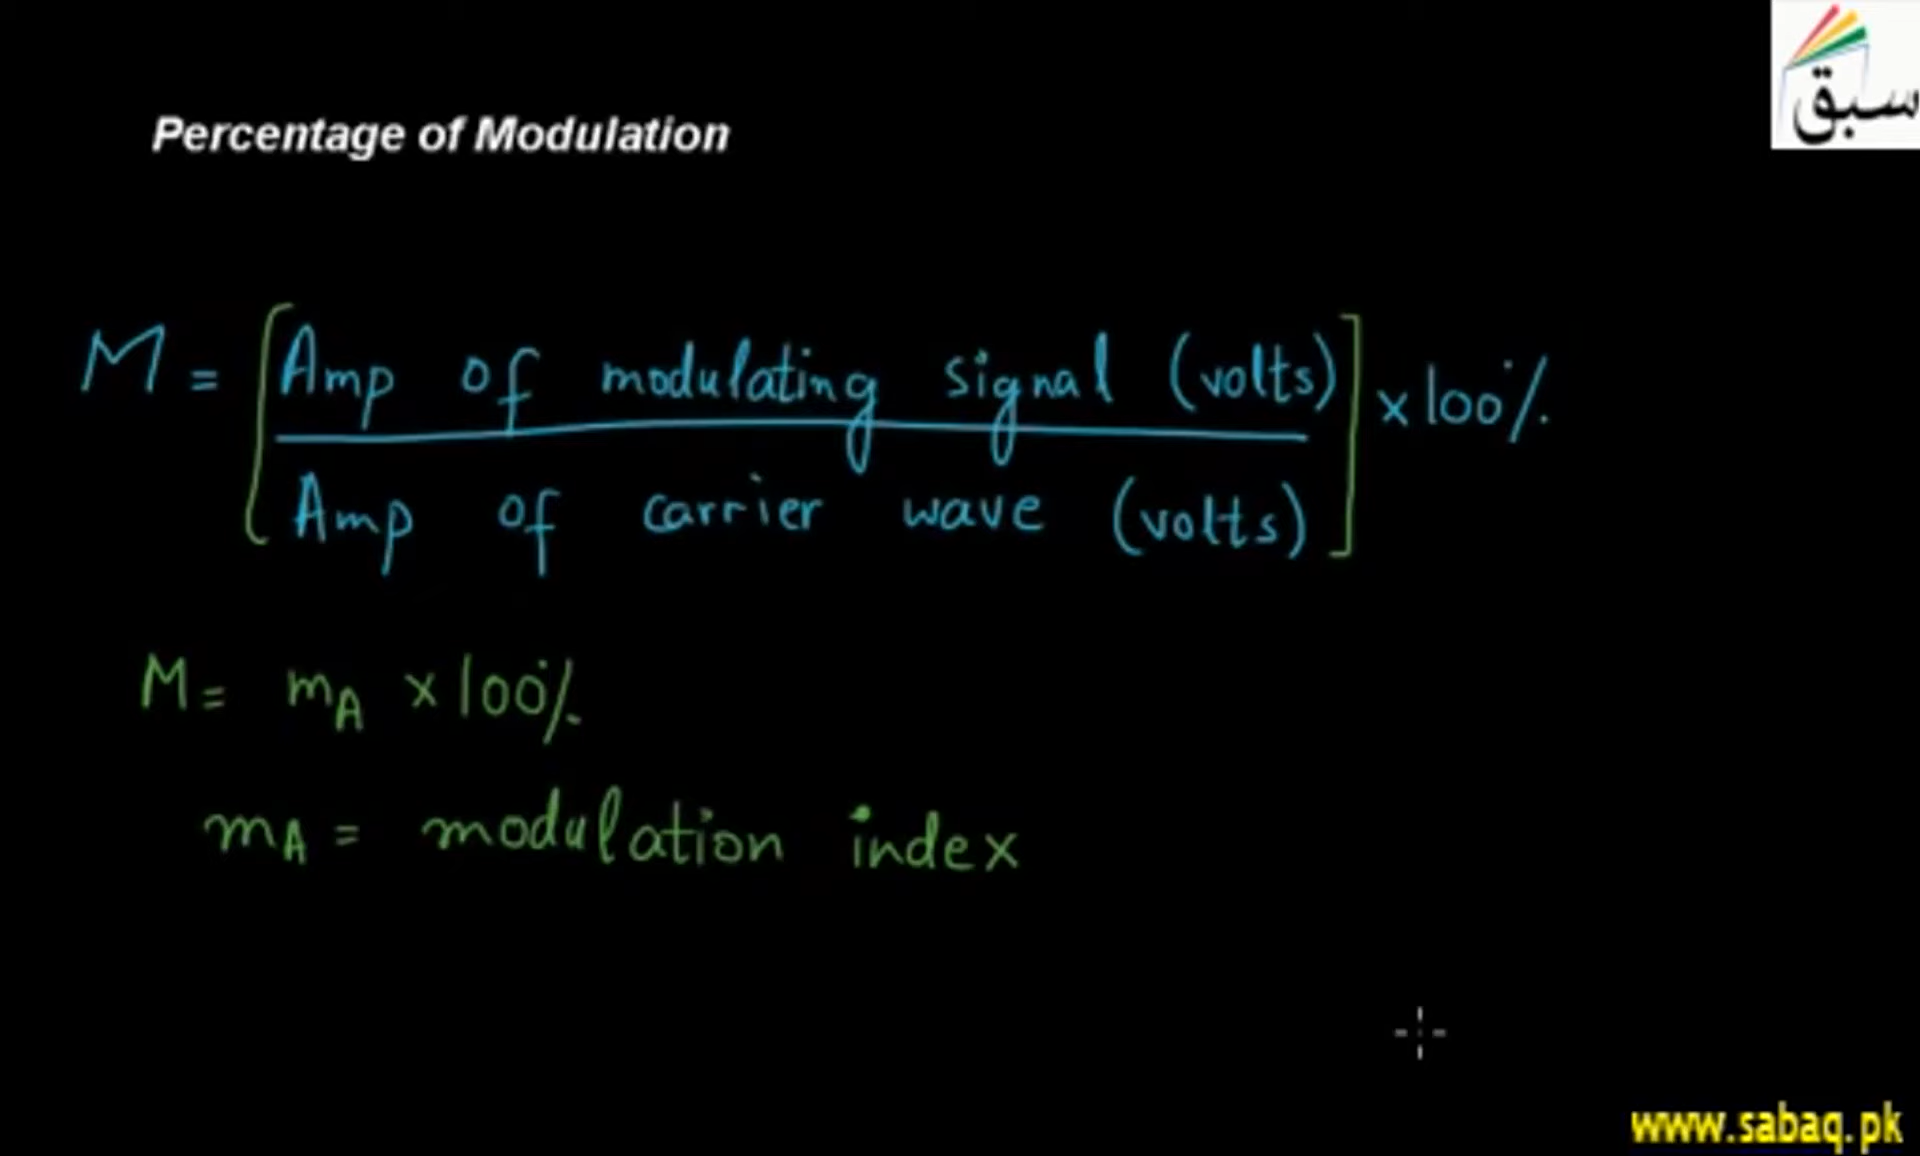 سبق
Percentage of Modulation
M = [Amp of modulating signal (volts) / Amp of carrier wave (volts)] × 100%
M = mA × 100%
mA = modulation index
www.sabaq.pk